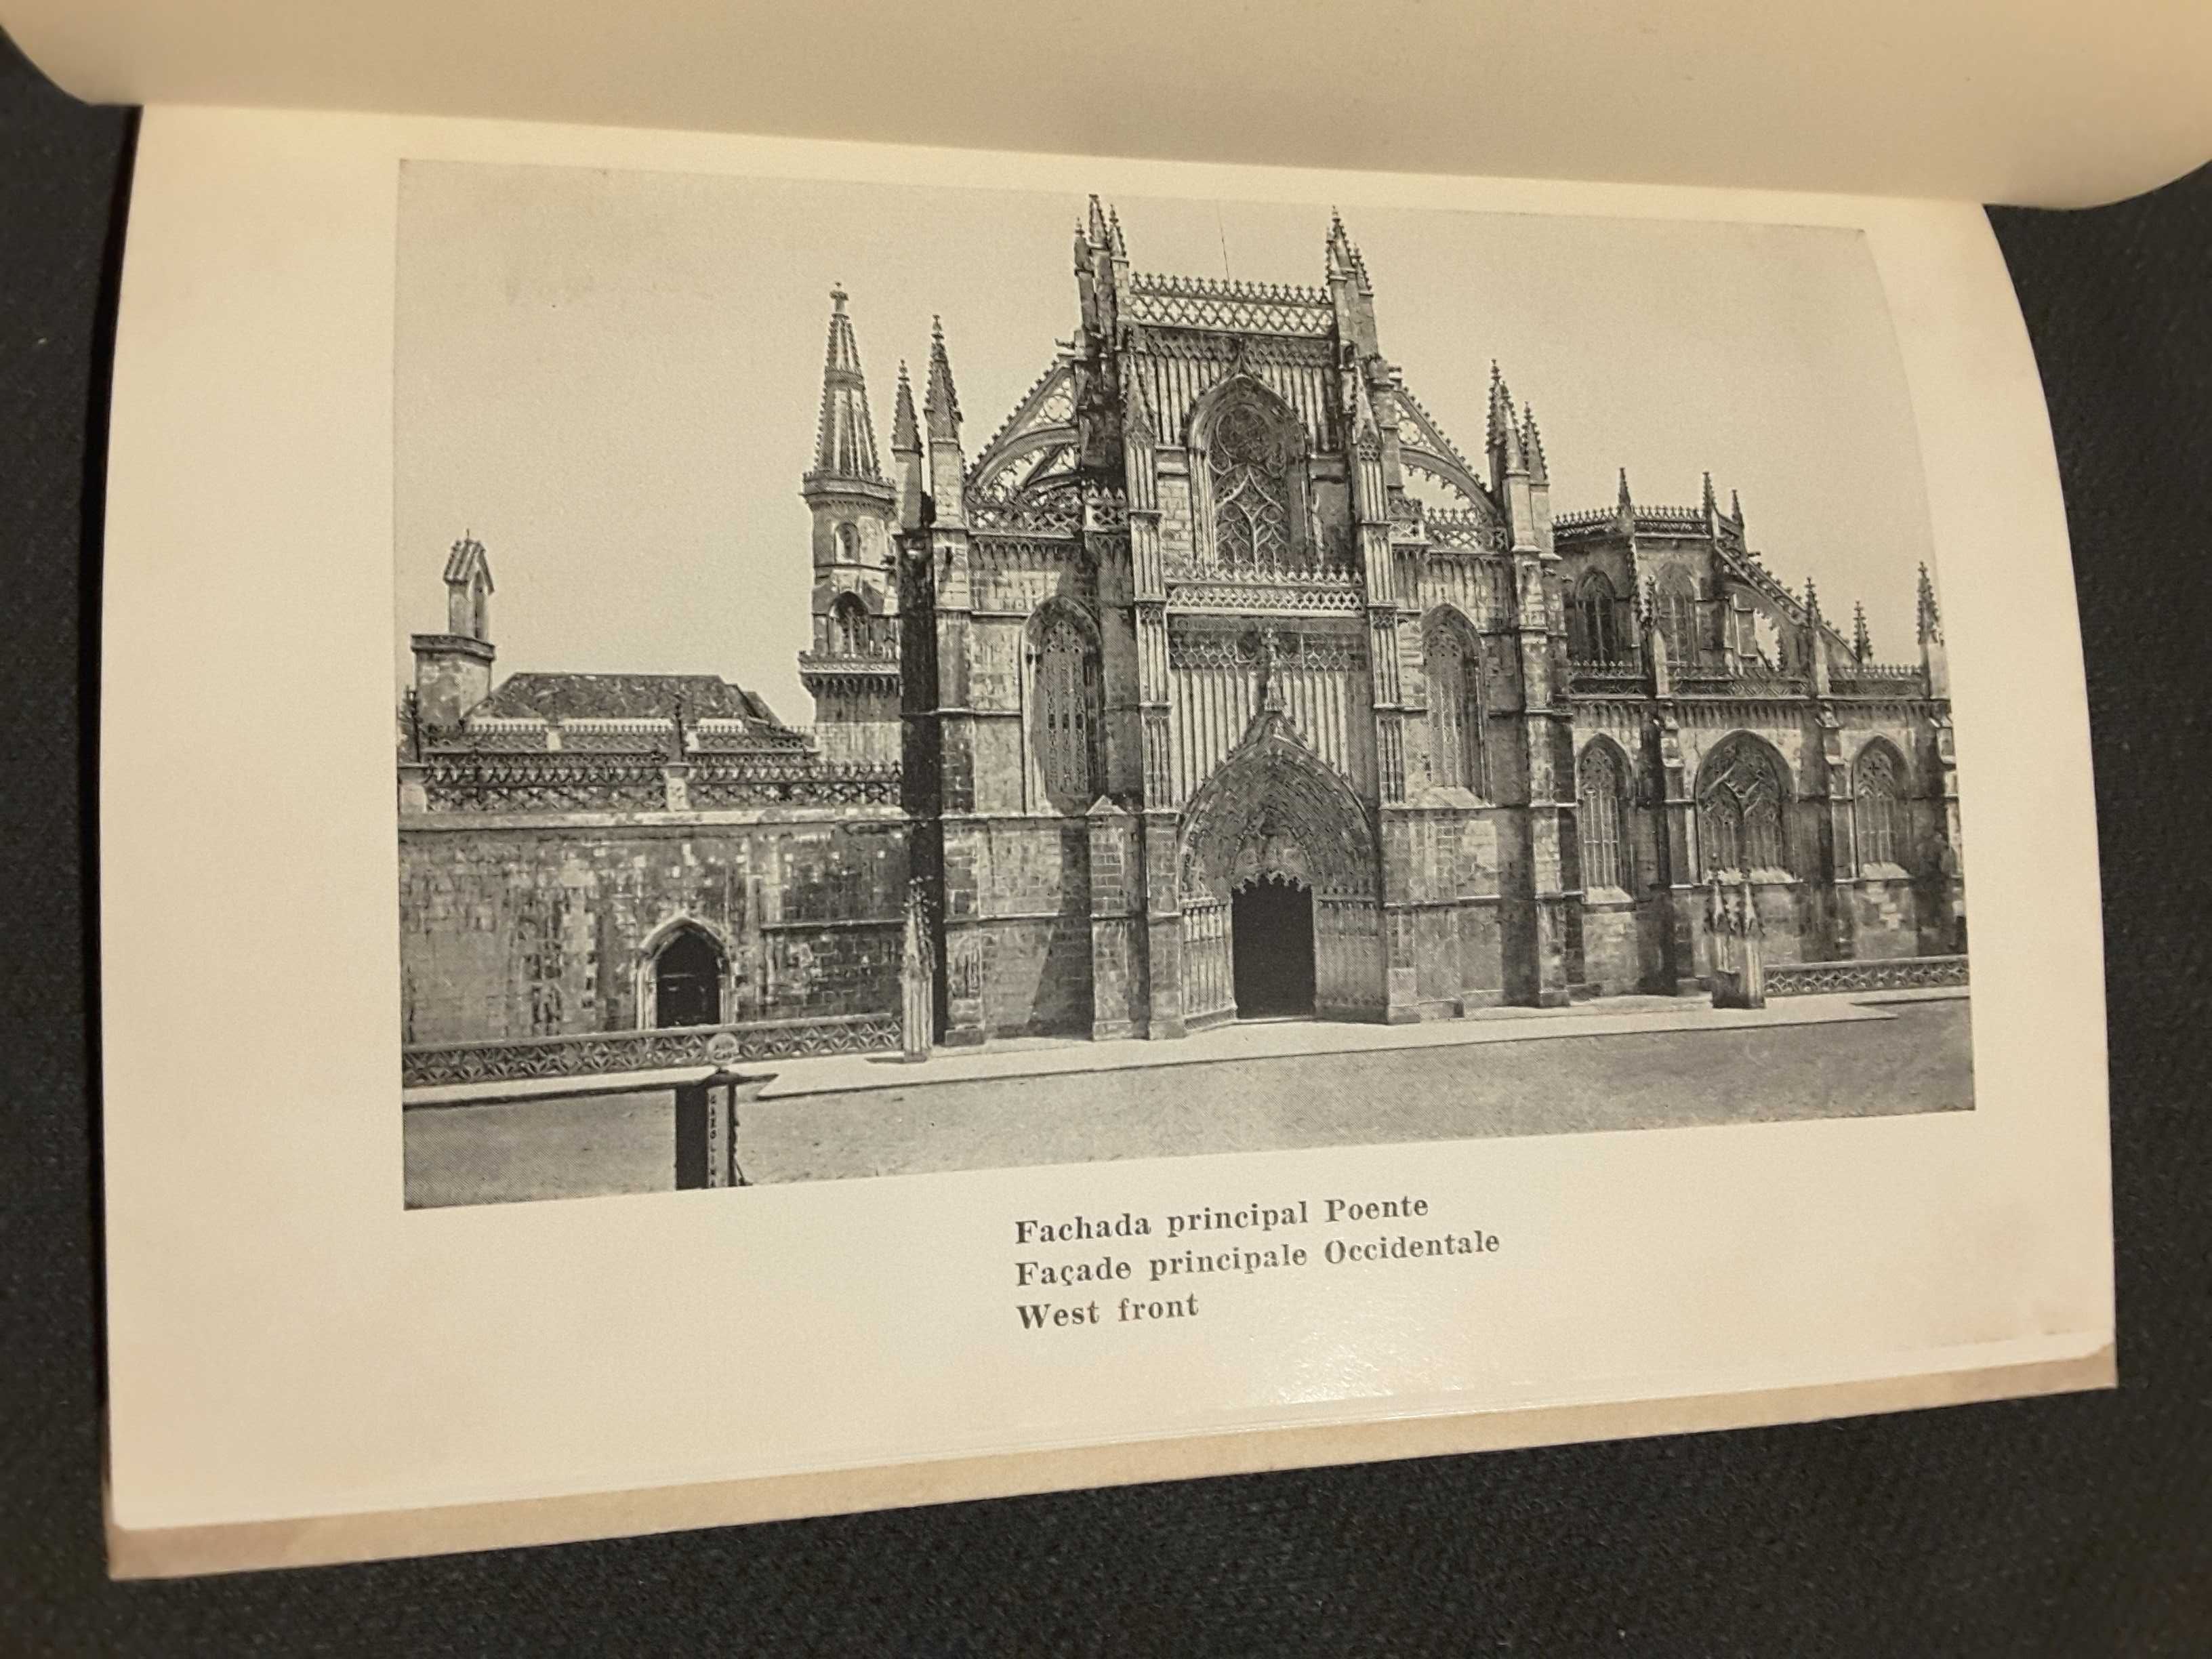 Fachada principal Poente
Façade principale Occidentale
West front